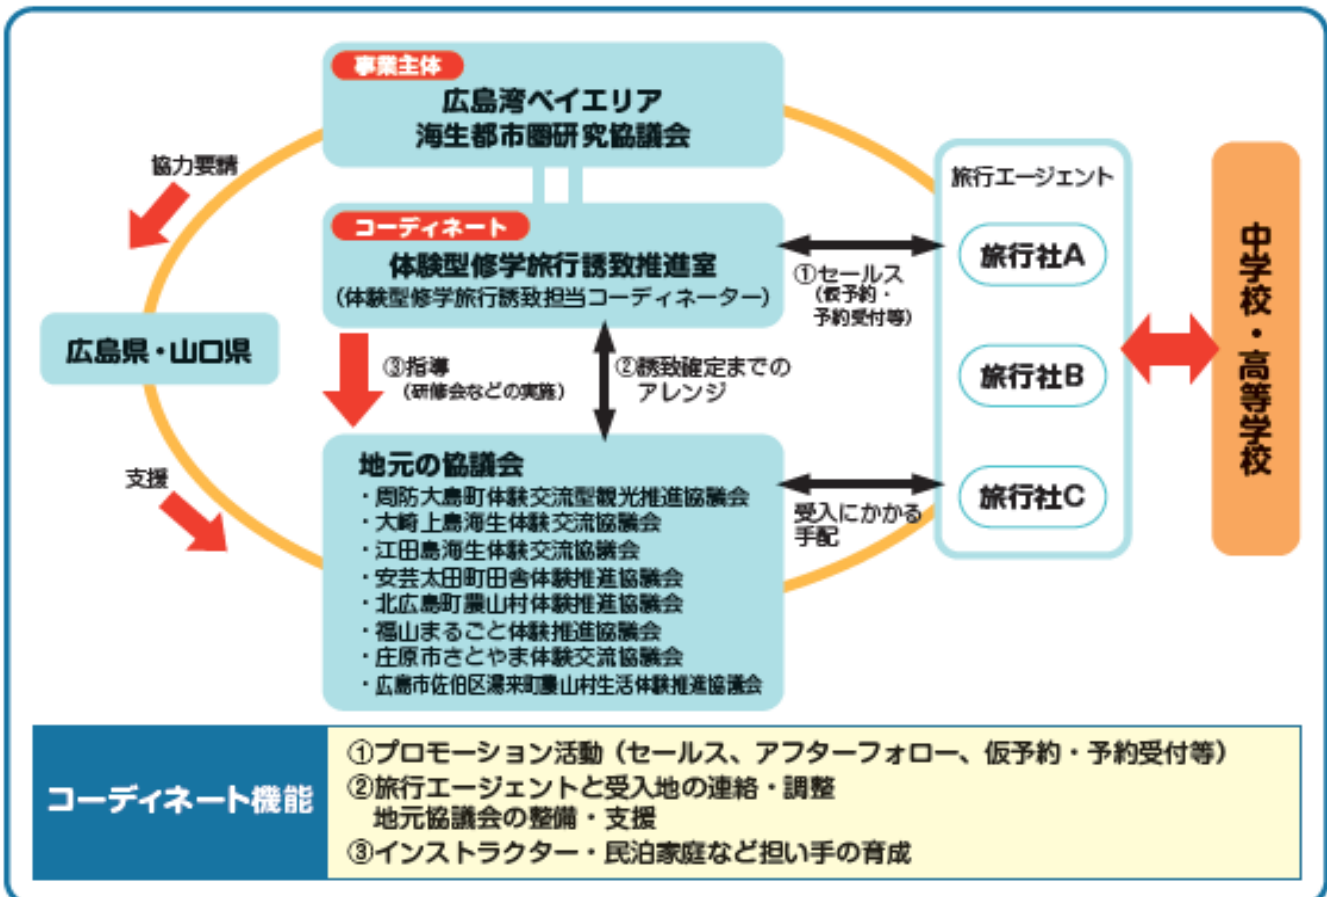 事業主体
広島湾ベイエリア
海生都市圏研究協議会
協力要請
コーディネート
体験型修学旅行誘致推進室
（体験型修学旅行誘致担当コーディネーター）
広島県・山口県
支援
③指導
（研修会などの実施）
②誘致確定までの
アレンジ
①セールス
（仮予約・
予約受付等）
旅行エージェント
旅行社A
旅行社B
旅行社C
中学校・高等学校
地元の協議会
・周防大島町体験交流型観光推進協議会
・大崎上島海生体験交流協議会
・江田島海生体験交流協議会
・安芸太田町田舎体験推進協議会
・北広島町農山村体験推進協議会
・福山まるごと体験推進協議会
・庄原市さとやま体験交流協議会
・広島市佐伯区湯来町農山村生活体験推進協議会
受入にかかる
手配
コーディネート機能
①プロモーション活動（セールス、アフターフォロー、仮予約・予約受付等）
②旅行エージェントと受入地の連絡・調整
地元協議会の整備・支援
③インストラクター・民泊家庭など担い手の育成